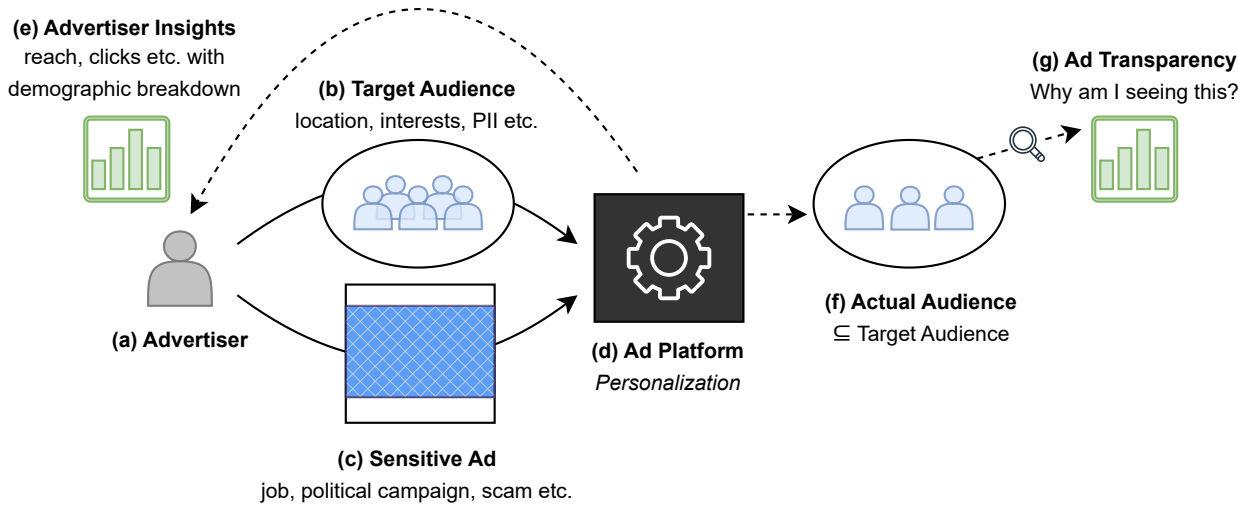 (e) Advertiser Insights
reach, clicks etc. with
demographic breakdown
(b) Target Audience
location, interests, PII etc.
(g) Ad Transparency
Why am I seeing this?
(a) Advertiser
(f) Actual Audience
⊆ Target Audience
(d) Ad Platform
Personalization
(c) Sensitive Ad
job, political campaign, scam etc.